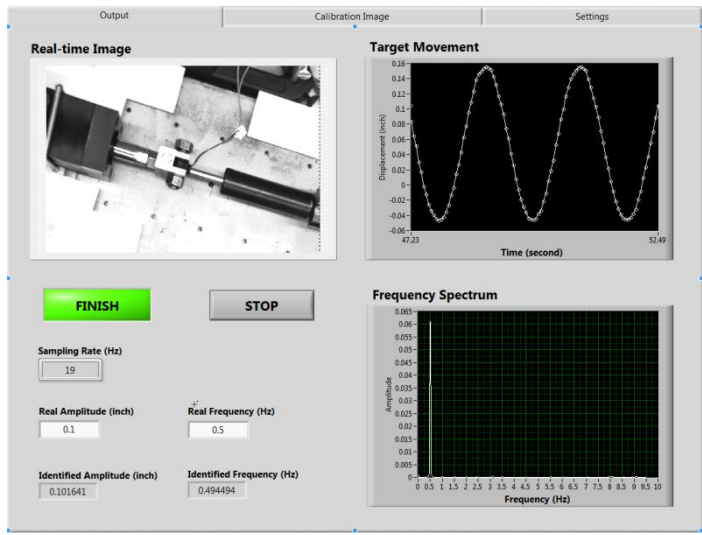 Output
Calibration Image
Settings
Real-time Image
Target Movement
0.16
0.14
0.12
0.1
0.08
0.06
0.04
0.02
0
-0.02
-0.04
-0.06
Displacement (inch)
47.23
52.49
Time (second)
FINISH
STOP
Sampling Rate (Hz)
19
Real Amplitude (inch)
Real Frequency (Hz)
0.1
0.5
Identified Amplitude (inch)
Identified Frequency (Hz)
0.101641
0.494494
Frequency Spectrum
0.065
0.06
0.055
0.05
0.045
0.04
0.035
0.03
0.025
0.02
0.015
0.01
0.005
0
Amplitude
0 0.5 1 1.5 2 2.5 3 3.5 4 4.5 5 5.5 6 6.5 7 7.5 8 8.5 9 9.5 10
Frequency (Hz)